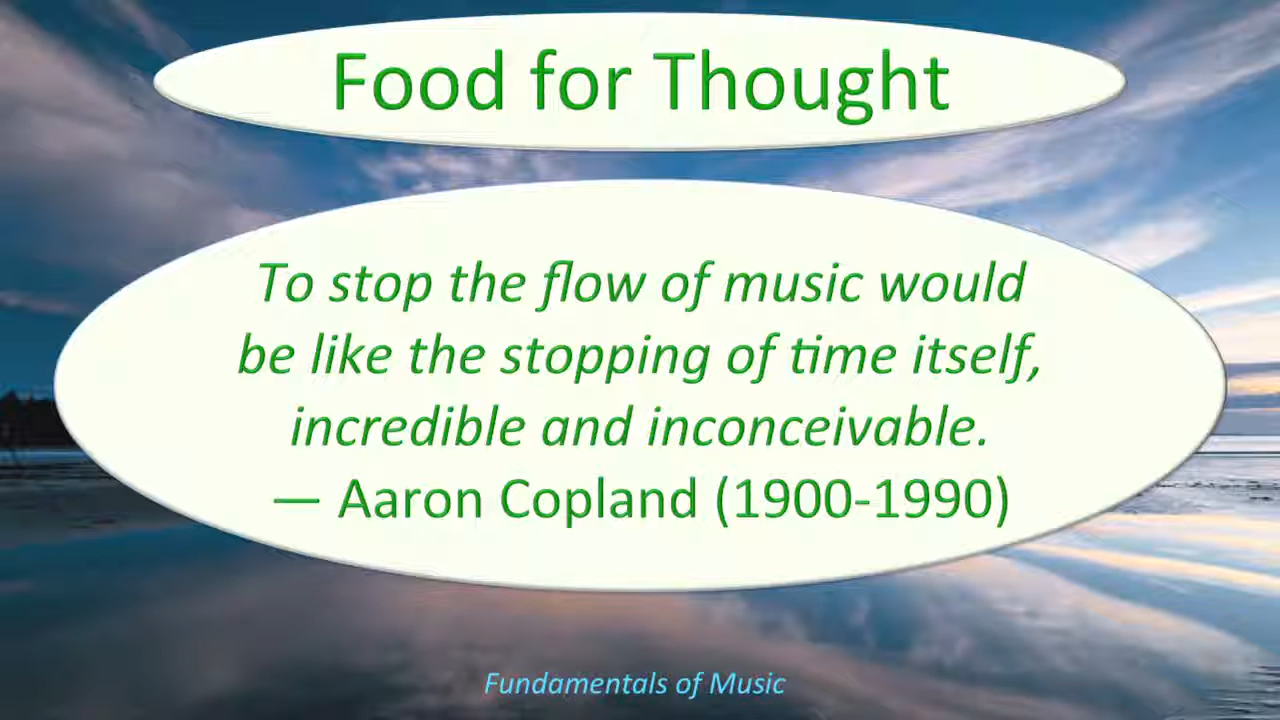 Food for Thought
To stop the flow of music would
be like the stopping of time itself,
incredible and inconceivable.
— Aaron Copland (1900-1990)
Fundamentals of Music